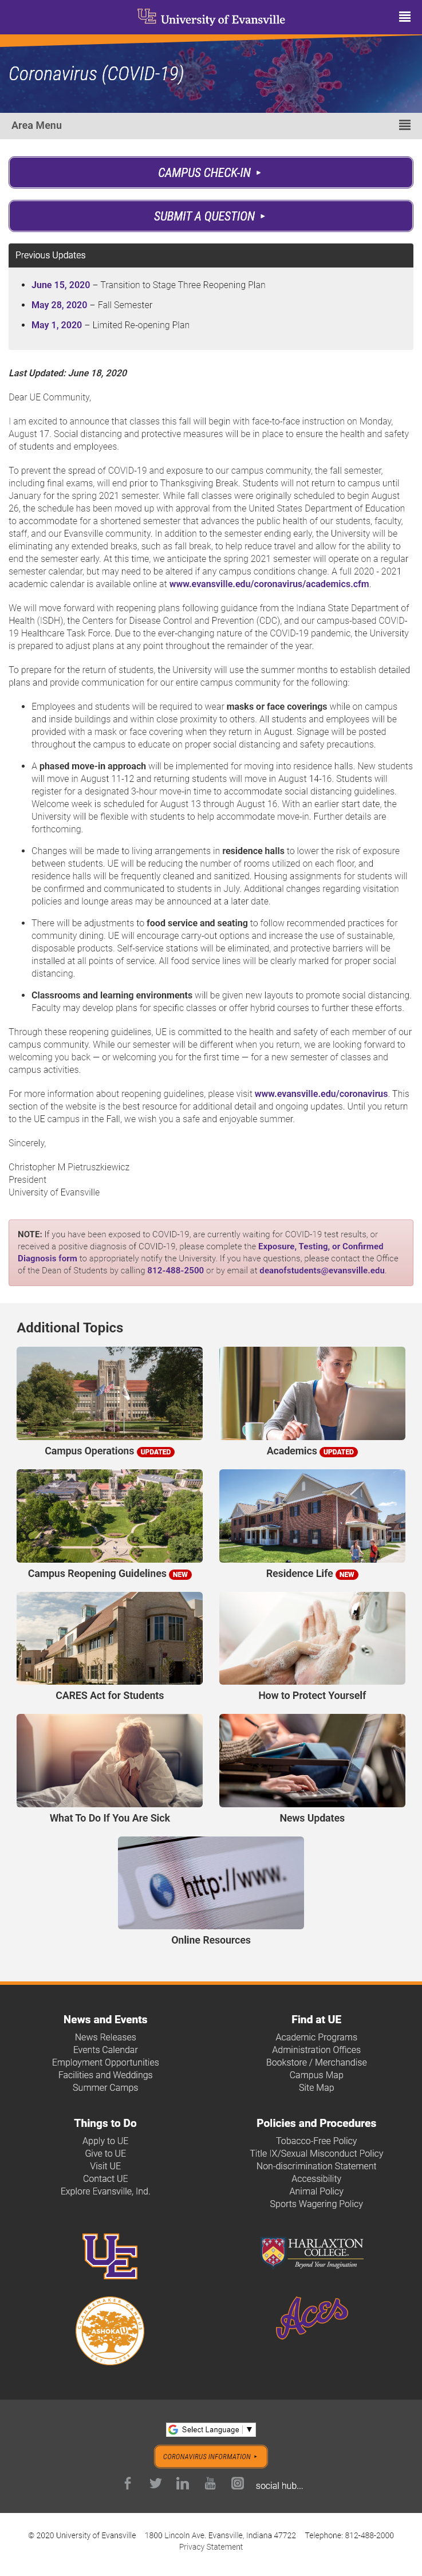 University of Evansville
Coronavirus (COVID-19)
Area Menu
CAMPUS CHECK-IN
SUBMIT A QUESTION
Previous Updates
June 15, 2020 – Transition to Stage Three Reopening Plan
May 28, 2020 – Fall Semester
May 1, 2020 – Limited Re-opening Plan
Last Updated: June 18, 2020
Dear UE Community,
I am excited to announce that classes this fall will begin with face-to-face instruction on Monday,
August 17. Social distancing and protective measures will be in place to ensure the health and safety
of students and employees.
To prevent the spread of COVID-19 and exposure to our campus community, the fall semester,
including final exams, will end prior to Thanksgiving Break. Students will not return to campus until
January for the spring 2021 semester. While fall classes were originally scheduled to begin August
26, the schedule has been moved up with approval from the United States Department of Education
to accommodate for a shortened semester that advances the public health of our students, faculty,
staff, and our Evansville community. In addition to the semester ending early, the University will be
eliminating any extended breaks, such as fall break, to help reduce travel and allow for the ability to
end the semester early. At this time, we anticipate the spring 2021 semester will operate on a regular
semester calendar, but may need to be altered if any campus conditions change. A full 2020 - 2021
academic calendar is available online at www.evansville.edu/coronavirus/academics.cfm.
We will move forward with reopening plans following guidance from the Indiana State Department of
Health (ISDH), the Centers for Disease Control and Prevention (CDC), and our campus-based COVID-
19 Healthcare Task Force. Due to the ever-changing nature of the COVID-19 pandemic, the University
is prepared to adjust plans at any point throughout the remainder of the year.
To prepare for the return of students, the University will use the summer months to establish detailed
plans and provide communication for our entire campus community for the following:
Employees and students will be required to wear masks or face coverings while on campus
and inside buildings and within close proximity to others. All students and employees will be
provided with a mask or face covering when they return in August. Signage will be posted
throughout the campus to educate on proper social distancing and safety precautions.
A phased move-in approach will be implemented for moving into residence halls. New students
will move in August 11-12 and returning students will move in August 14-16. Students will
register for a designated 3-hour move-in time to accommodate social distancing guidelines.
Welcome week is scheduled for August 13 through August 16. With an earlier start date, the
University will be flexible with students to help accommodate move-in. Further details are
forthcoming.
Changes will be made to living arrangements in residence halls to lower the risk of exposure
between students. UE will be reducing the number of rooms utilized on each floor, and
residence halls will be frequently cleaned and sanitized. Housing assignments for students will
be confirmed and communicated to students in July. Additional changes regarding visitation
policies and lounge areas may be announced at a later date.
There will be adjustments to food service and seating to follow recommended practices for
community dining. UE will encourage carry-out options and increase the use of sustainable,
disposable products. Self-service stations will be eliminated, and protective barriers will be
installed at all points of service. All food service lines will be clearly marked for proper social
distancing.
Classrooms and learning environments will be given new layouts to promote social distancing.
Faculty may develop plans for specific classes or offer hybrid courses to further these efforts.
Through these reopening guidelines, UE is committed to the health and safety of each member of our
campus community. While our semester will be different when you return, we are looking forward to
welcoming you back — or welcoming you for the first time — for a new semester of classes and
campus activities.
For more information about reopening guidelines, please visit www.evansville.edu/coronavirus. This
section of the website is the best resource for additional detail and ongoing updates. Until you return
to the UE campus in the Fall, we wish you a safe and enjoyable summer.
Sincerely,
Christopher M Pietruszkiewicz
President
University of Evansville
NOTE: If you have been exposed to COVID-19, are currently waiting for COVID-19 test results, or
received a positive diagnosis of COVID-19, please complete the Exposure, Testing, or Confirmed
Diagnosis form to appropriately notify the University. If you have questions, please contact the Office
of the Dean of Students by calling 812-488-2500 or by email at deanofstudents@evansville.edu.
Additional Topics
Campus Operations UPDATED
Academics UPDATED
Campus Reopening Guidelines NEW
Residence Life NEW
CARES Act for Students
How to Protect Yourself
What To Do If You Are Sick
News Updates
http://www.
Online Resources
News and Events
News Releases
Events Calendar
Employment Opportunities
Facilities and Weddings
Summer Camps
Find at UE
Academic Programs
Administration Offices
Bookstore / Merchandise
Campus Map
Site Map
Things to Do
Apply to UE
Give to UE
Visit UE
Contact UE
Explore Evansville, Ind.
Policies and Procedures
Tobacco-Free Policy
Title IX/Sexual Misconduct Policy
Non-discrimination Statement
Accessibility
Animal Policy
Sports Wagering Policy
UE
HARLAXTON
COLLEGE
Beyond Your Imagination
ASHOKA U
Aces
Select Language
CORONAVIRUS INFORMATION
social hub...
© 2020 University of Evansville 1800 Lincoln Ave. Evansville, Indiana 47722 Telephone: 812-488-2000
Privacy Statement